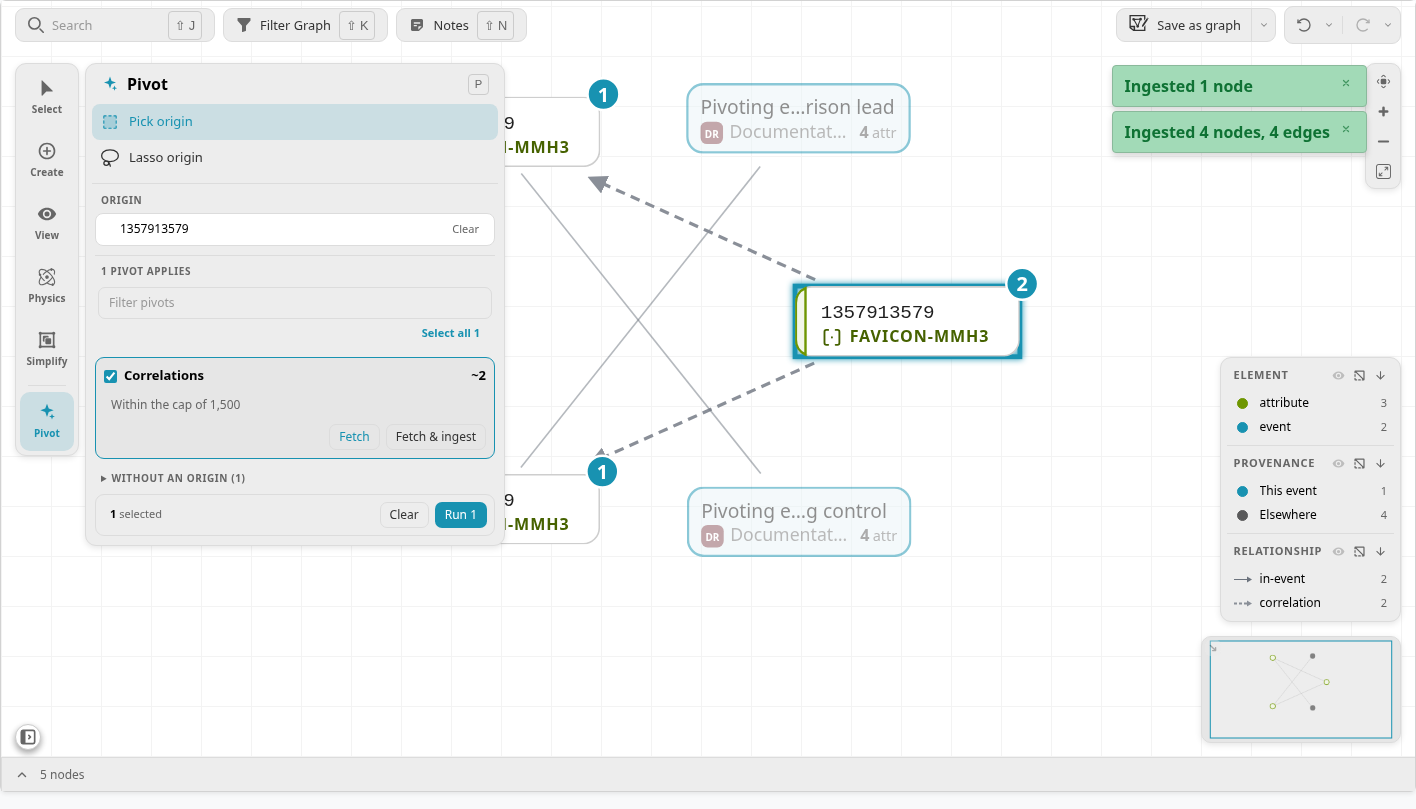 Search ⇧ J
Filter Graph ⇧ K
Notes ⇧ N
Save as graph
Select
Create
View
Physics
Simplify
Pivot
Pivot P
Pick origin
Lasso origin
ORIGIN
1357913579 Clear
1 PIVOT APPLIES
Filter pivots
Select all 1
Correlations ~2
Within the cap of 1,500
Fetch Fetch & ingest
WITHOUT AN ORIGIN (1)
1 selected Clear Run 1
1
9
-MMH3
Pivoting e...rison lead
DR Documentat... 4 attr
2
1357913579
FAVICON-MMH3
1
9
-MMH3
Pivoting e...g control
DR Documentat... 4 attr
Ingested 1 node ×
Ingested 4 nodes, 4 edges ×
ELEMENT
attribute 3
event 2
PROVENANCE
This event 1
Elsewhere 4
RELATIONSHIP
in-event 2
correlation 2
5 nodes